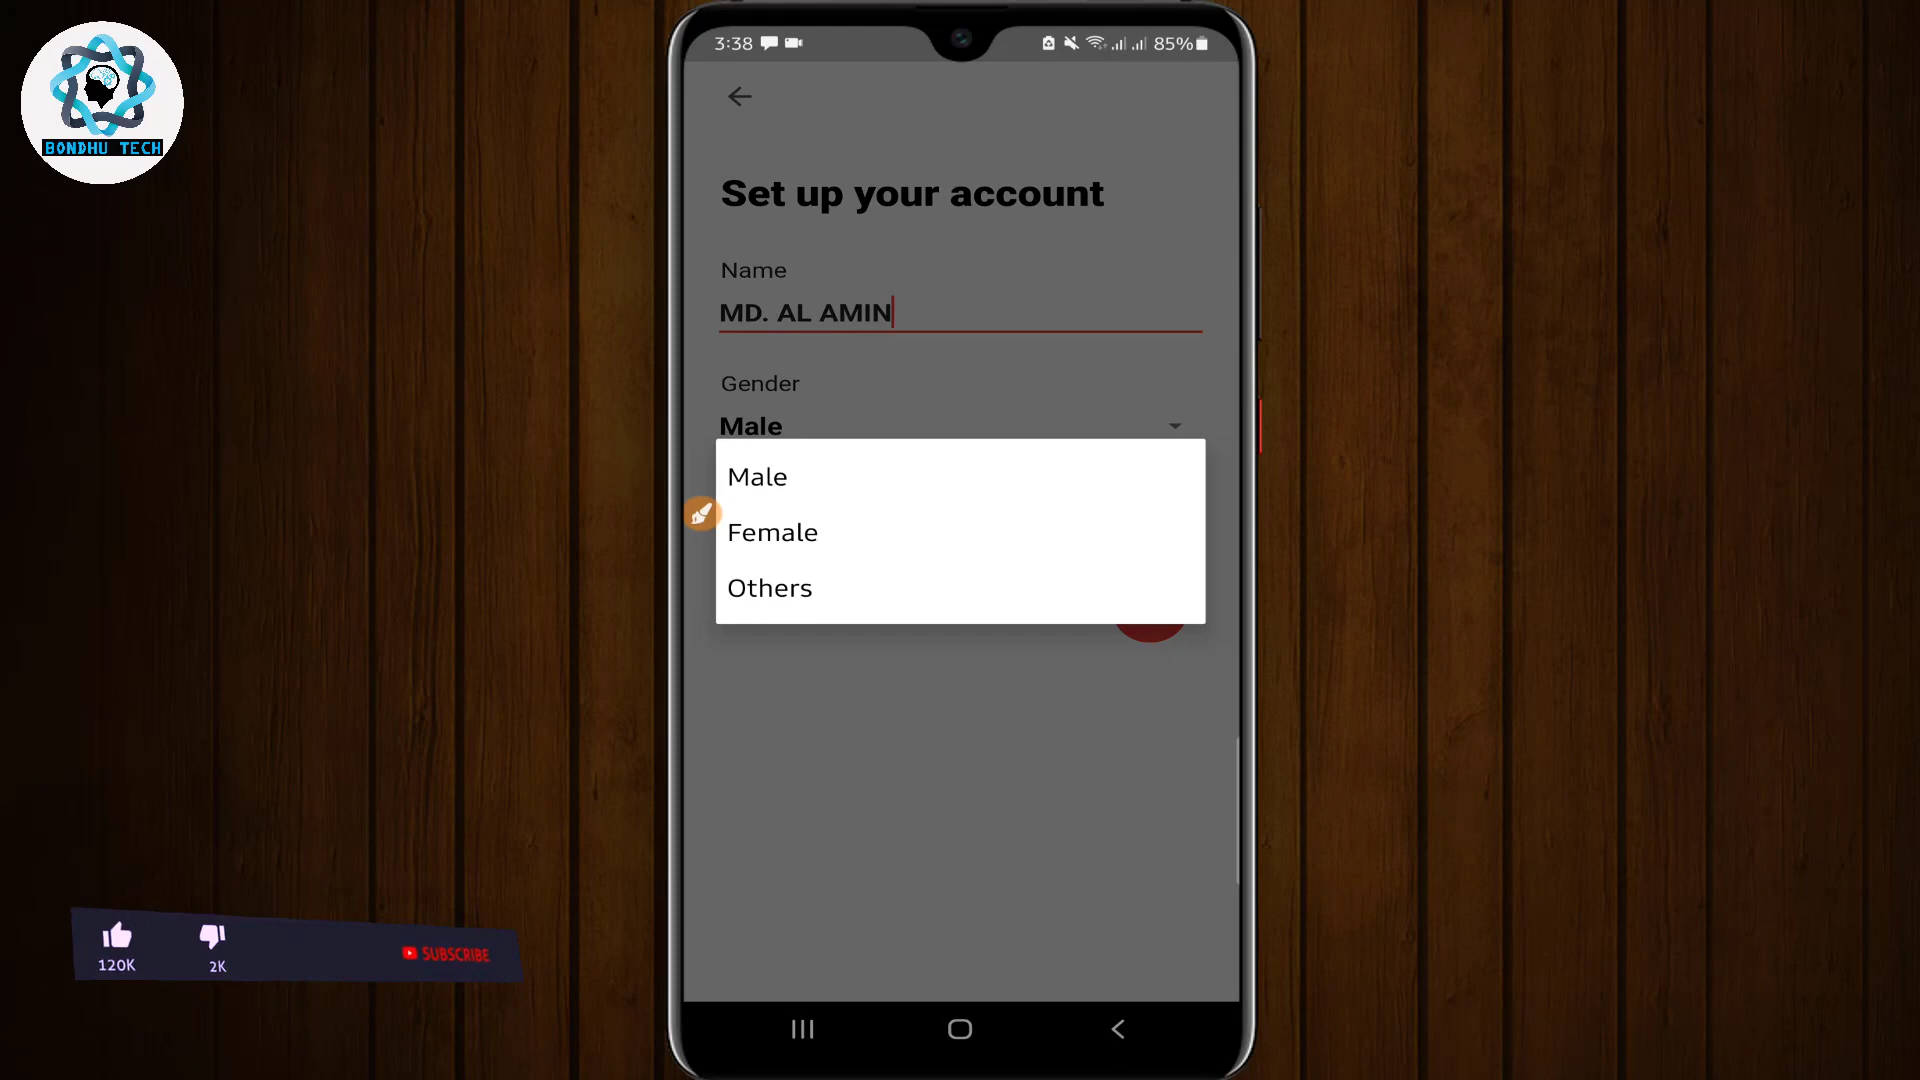 BONDHU TECH
3:38
85%
Set up your account
Name
MD. AL AMIN
Gender
Male
Male
Female
Others
120K
2K
SUBSCRIBE